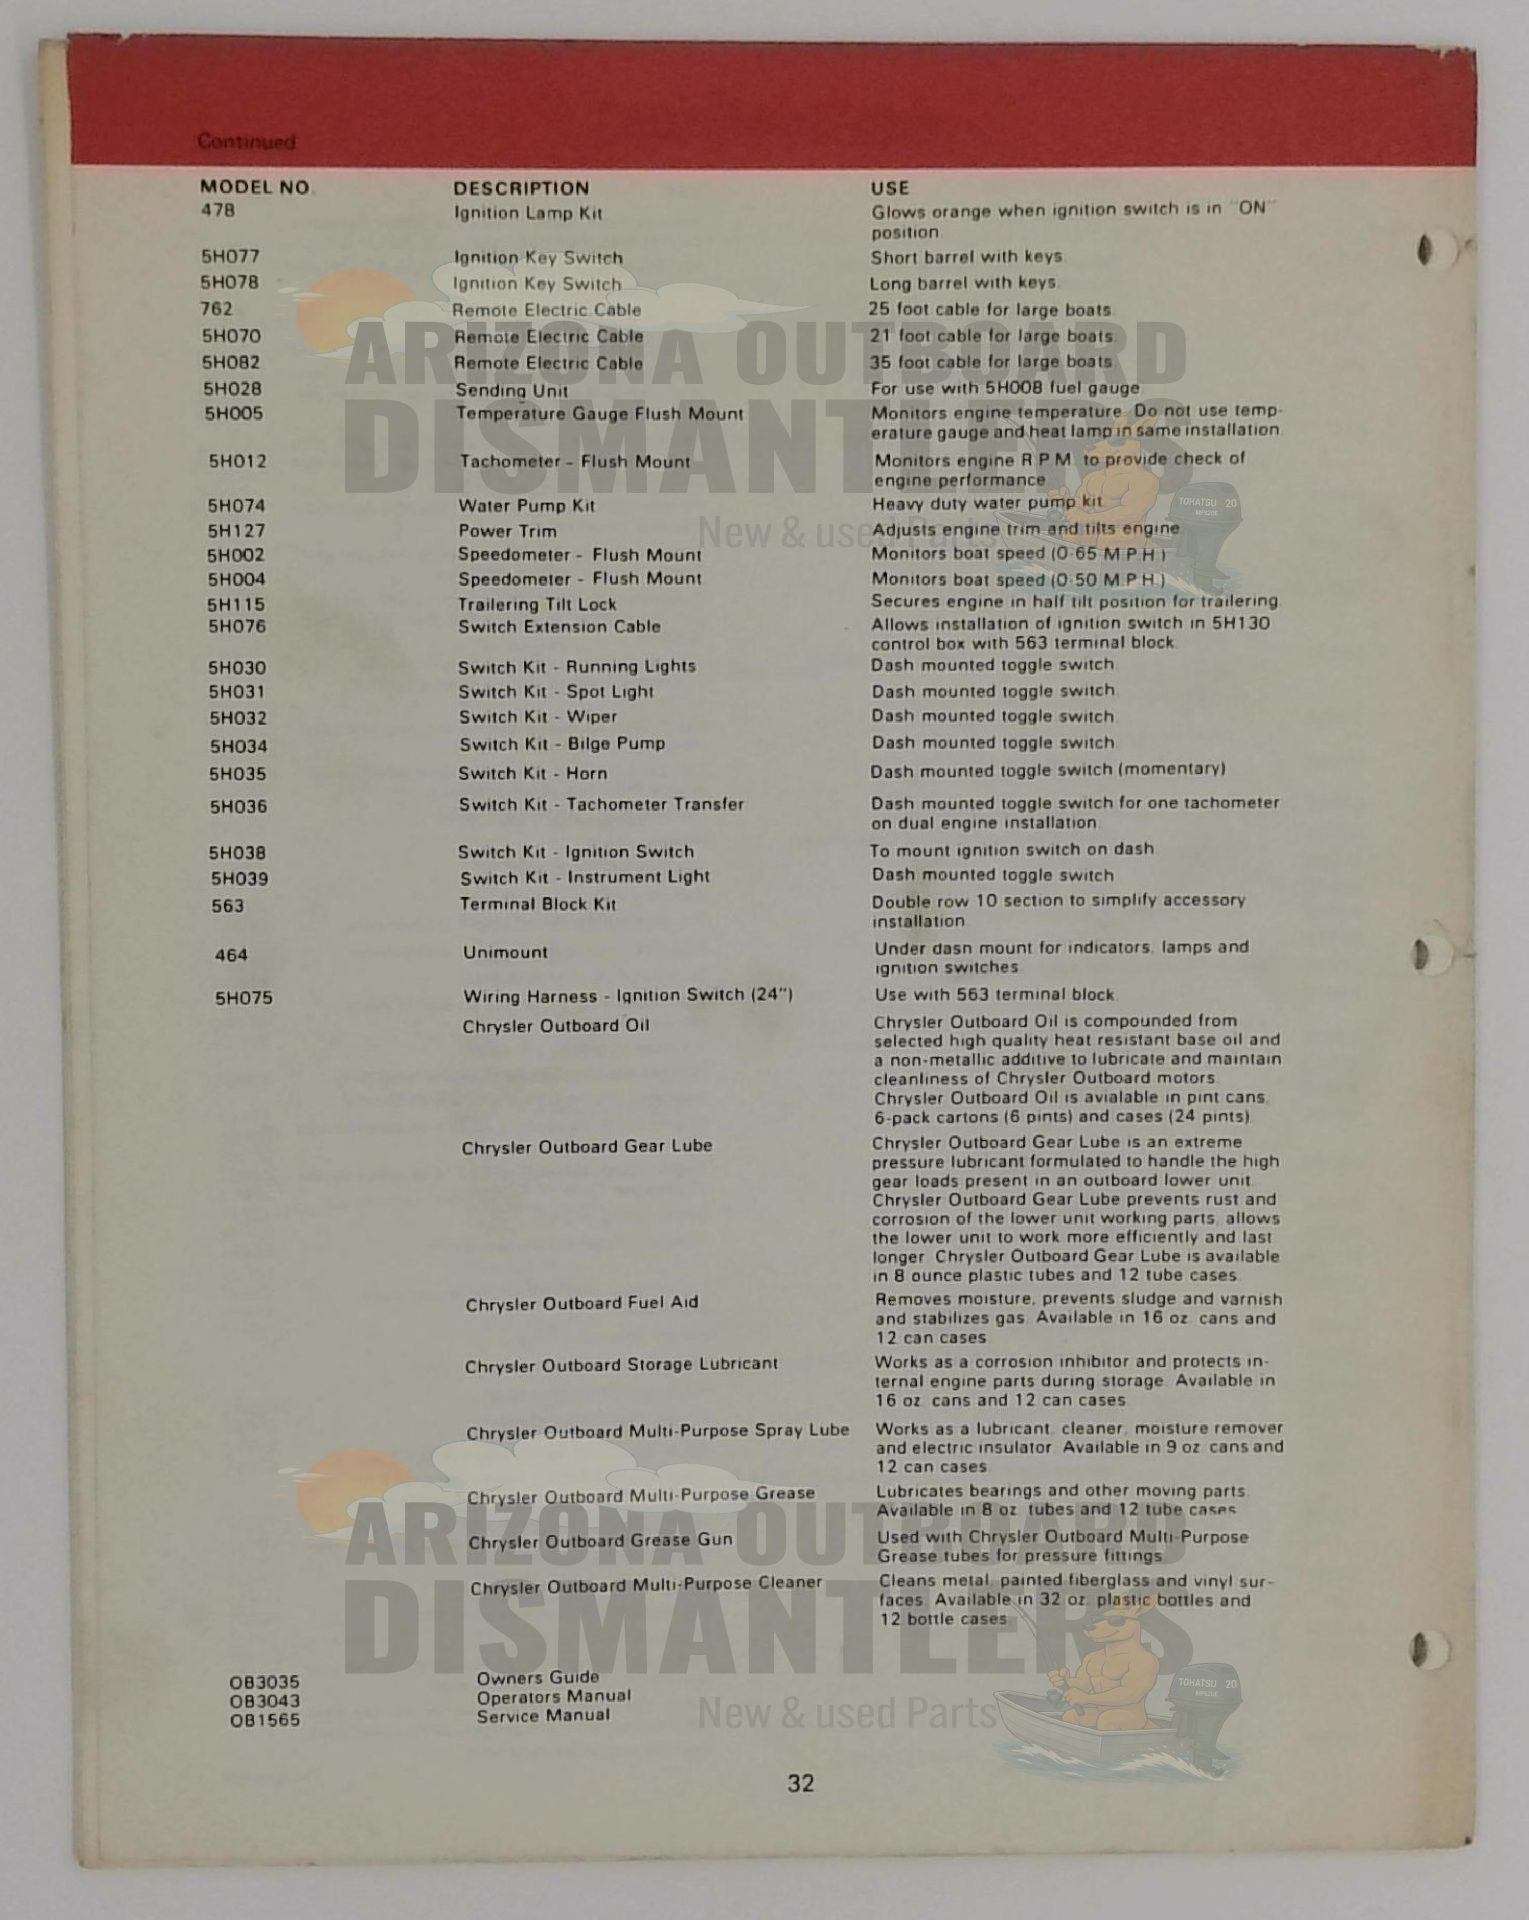 Continued
MODEL NO. DESCRIPTION USE
478 Ignition Lamp Kit Glows orange when ignition switch is in "ON"
position.
5H077 Ignition Key Switch Short barrel with keys.
5H078 Ignition Key Switch Long barrel with keys.
762 Remote Electric Cable 25 foot cable for large boats.
5H070 Remote Electric Cable 21 foot cable for large boats.
5H082 Remote Electric Cable 35 foot cable for large boats.
5H028 Sending Unit For use with 5H008 fuel gauge.
5H005 Temperature Gauge Flush Mount Monitors engine temperature. Do not use temp-
erature gauge and heat lamp in same installation.
5H012 Tachometer - Flush Mount Monitors engine R.P.M. to provide check of
engine performance.
5H074 Water Pump Kit Heavy duty water pump kit.
5H127 Power Trim Adjusts engine trim and tilts engine.
5H002 Speedometer - Flush Mount Monitors boat speed (0-65 M.P.H.)
5H004 Speedometer - Flush Mount Monitors boat speed (0-50 M.P.H.)
5H115 Trailering Tilt Lock Secures engine in half tilt position for trailering.
5H076 Switch Extension Cable Allows installation of ignition switch in 5H130
control box with 563 terminal block.
5H030 Switch Kit - Running Lights Dash mounted toggle switch.
5H031 Switch Kit - Spot Light Dash mounted toggle switch.
5H032 Switch Kit - Wiper Dash mounted toggle switch.
5H034 Switch Kit - Bilge Pump Dash mounted toggle switch.
5H035 Switch Kit - Horn Dash mounted toggle switch (momentary)
5H036 Switch Kit - Tachometer Transfer Dash mounted toggle switch for one tachometer
on dual engine installation.
5H038 Switch Kit - Ignition Switch To mount ignition switch on dash.
5H039 Switch Kit - Instrument Light Dash mounted toggle switch.
563 Terminal Block Kit Double row 10 section to simplify accessory
installation.
464 Unimount Under dash mount for indicators, lamps and
ignition switches.
5H075 Wiring Harness - Ignition Switch (24") Use with 563 terminal block.
Chrysler Outboard Oil Chrysler Outboard Oil is compounded from
selected high quality heat resistant base oil and
a non-metallic additive to lubricate and maintain
cleanliness of Chrysler Outboard motors.
Chrysler Outboard Oil is avialable in pint cans,
6-pack cartons (6 pints) and cases (24 pints).
Chrysler Outboard Gear Lube Chrysler Outboard Gear Lube is an extreme
pressure lubricant formulated to handle the high
gear loads present in an outboard lower unit.
Chrysler Outboard Gear Lube prevents rust and
corrosion of the lower unit working parts, allows
the lower unit to work more efficiently and last
longer. Chrysler Outboard Gear Lube is available
in 8 ounce plastic tubes and 12 tube cases.
Chrysler Outboard Fuel Aid Removes moisture, prevents sludge and varnish
and stabilizes gas. Available in 16 oz. cans and
12 can cases.
Chrysler Outboard Storage Lubricant Works as a corrosion inhibitor and protects in-
ternal engine parts during storage. Available in
16 oz. cans and 12 can cases.
Chrysler Outboard Multi-Purpose Spray Lube Works as a lubricant, cleaner, moisture remover
and electric insulator. Available in 9 oz. cans and
12 can cases.
Chrysler Outboard Multi-Purpose Grease Lubricates bearings and other moving parts.
Available in 8 oz. tubes and 12 tube cases.
Chrysler Outboard Grease Gun Used with Chrysler Outboard Multi-Purpose
Grease tubes for pressure fittings.
Chrysler Outboard Multi-Purpose Cleaner Cleans metal, painted fiberglass and vinyl sur-
faces. Available in 32 oz. plastic bottles and
12 bottle cases.
OB3035 Owners Guide
OB3043 Operators Manual
OB1565 Service Manual
32
ARIZONA OUTBOARD
DISMANTLERS
New & used Parts
TOHATSU 20
ARIZONA OUTBOARD
DISMANTLERS
New & used Parts
TOHATSU 20